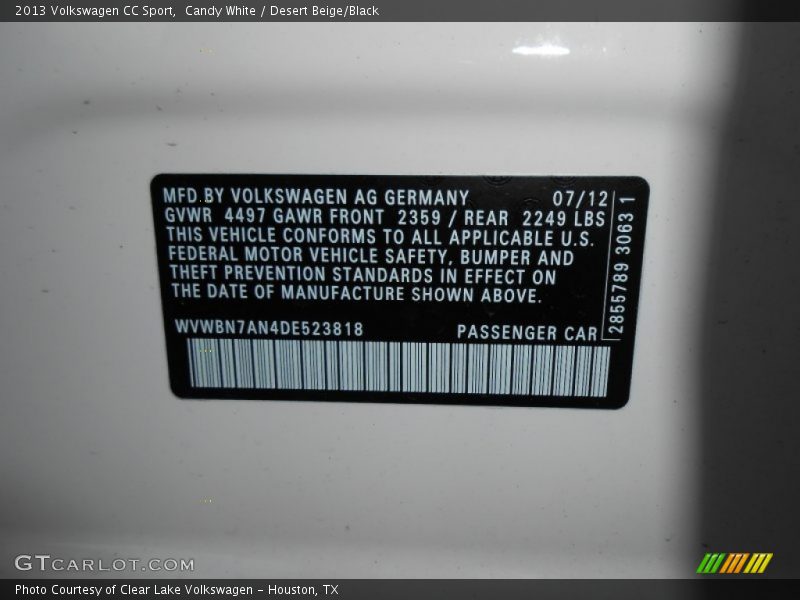 2013 Volkswagen CC Sport,  Candy White / Desert Beige/Black
MFD.BY VOLKSWAGEN AG GERMANY 07/12
GVWR 4497 GAWR FRONT 2359 / REAR 2249 LBS
THIS VEHICLE CONFORMS TO ALL APPLICABLE U.S.
FEDERAL MOTOR VEHICLE SAFETY, BUMPER AND
THEFT PREVENTION STANDARDS IN EFFECT ON
THE DATE OF MANUFACTURE SHOWN ABOVE.
WVWBN7AN4DE523818 PASSENGER CAR
2855789 3063 1
GTCARLOT.COM
Photo Courtesy of Clear Lake Volkswagen - Houston, TX